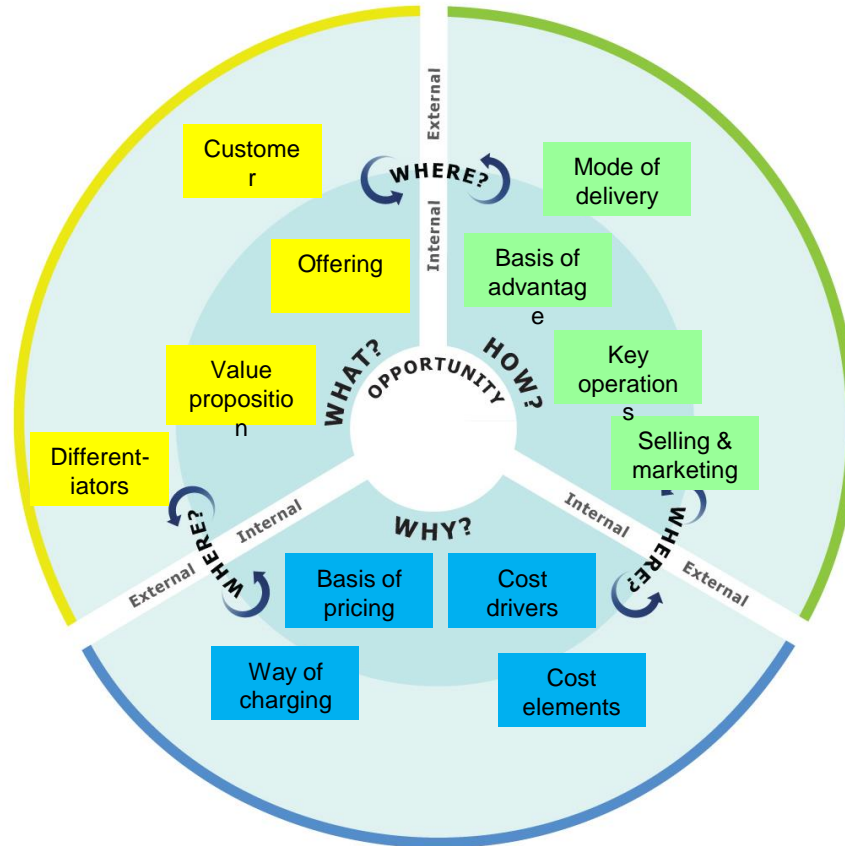 External
Custome
r
WHERE?
Mode of
delivery
Internal
Offering
Basis of
advantag
e
WHAT?
OPPORTUNITY
HOW?
Value
propositio
n
Key
operation
s
Different-
iators
Selling &
marketing
WHERE?
Internal
External
WHY?
Internal
WHERE?
External
Basis of
pricing
Cost
drivers
Way of
charging
Cost
elements